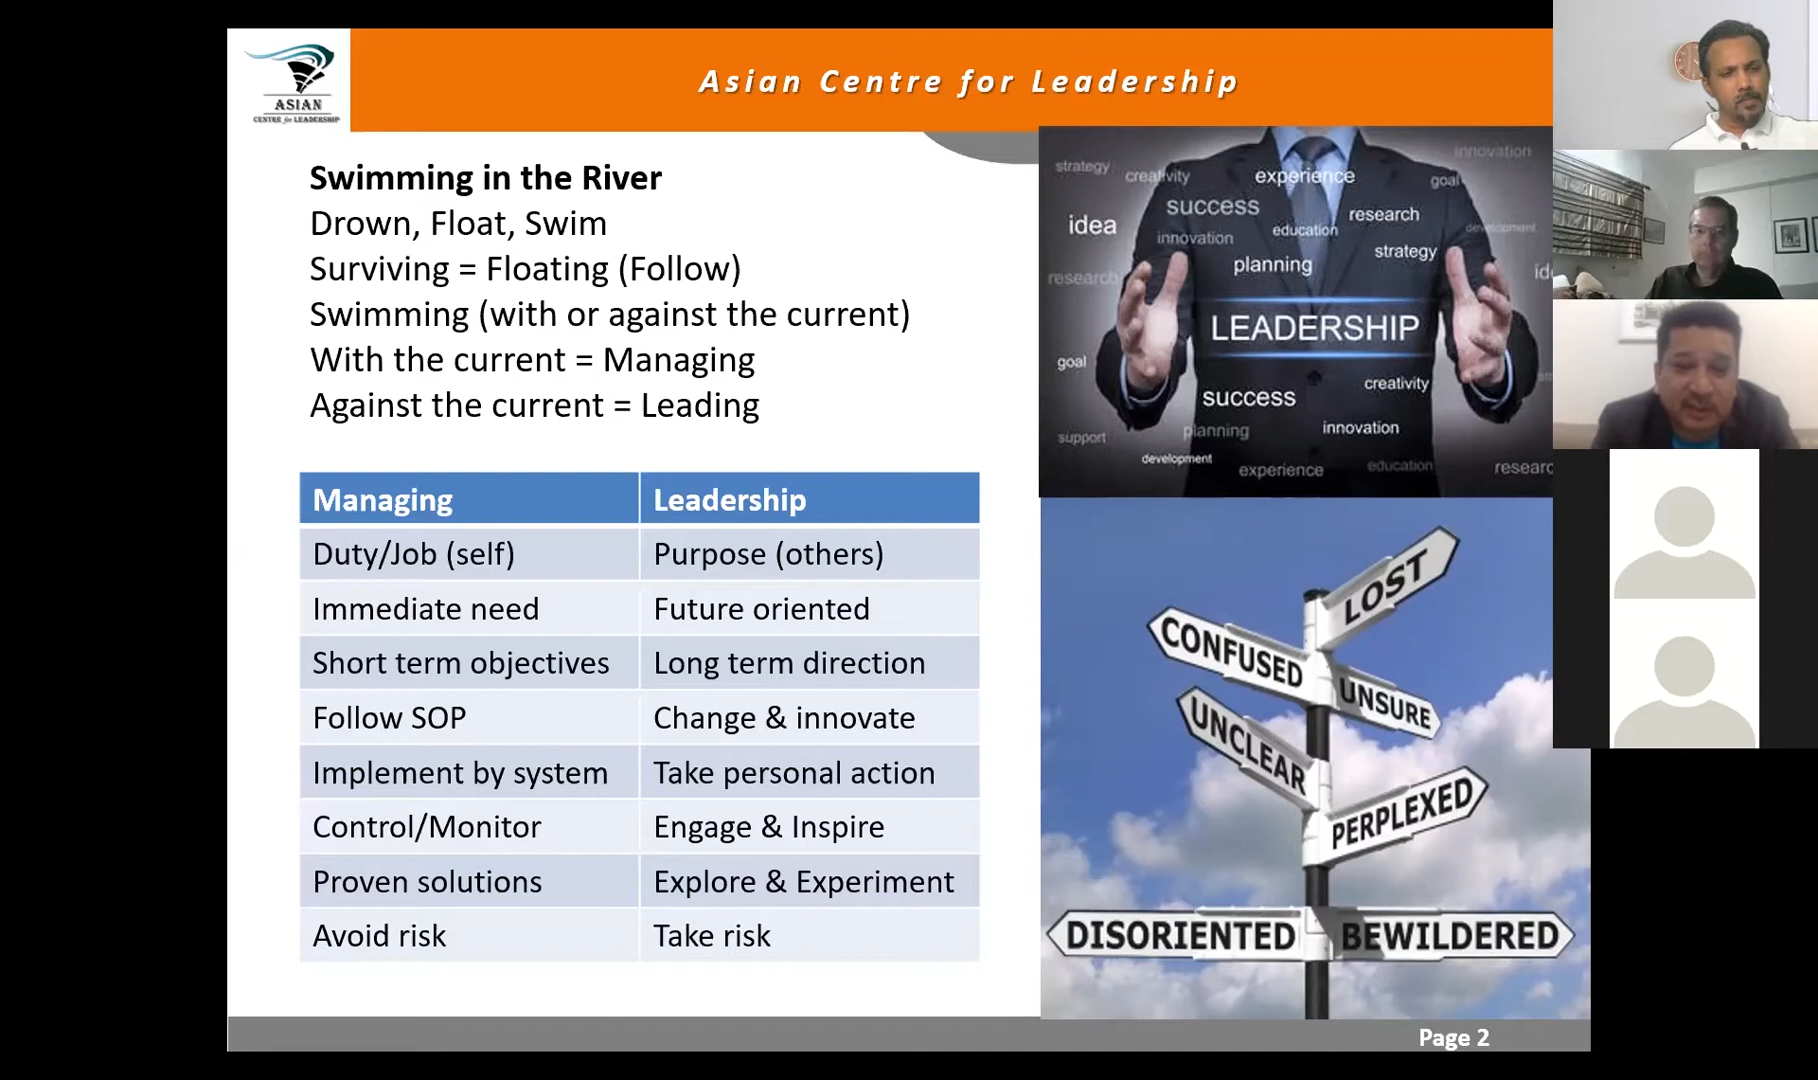 Asian Centre for Leadership
ASIAN
CENTRE for LEADERSHIP
Swimming in the River
Drown, Float, Swim
Surviving = Floating (Follow)
Swimming (with or against the current)
With the current = Managing
Against the current = Leading
Managing Leadership
Duty/Job (self) Purpose (others)
Immediate need Future oriented
Short term objectives Long term direction
Follow SOP Change & innovate
Implement by system Take personal action
Control/Monitor Engage & Inspire
Proven solutions Explore & Experiment
Avoid risk Take risk
strategy
creativity
experience
innovation
goal
success
idea
research
innovation
education
development
strategy
planning
research
LEADERSHIP
goal
creativity
success
support
planning
innovation
development
experience
education
LOST
CONFUSED
UNSURE
UNCLEAR
PERPLEXED
DISORIENTED
BEWILDERED
Page 2